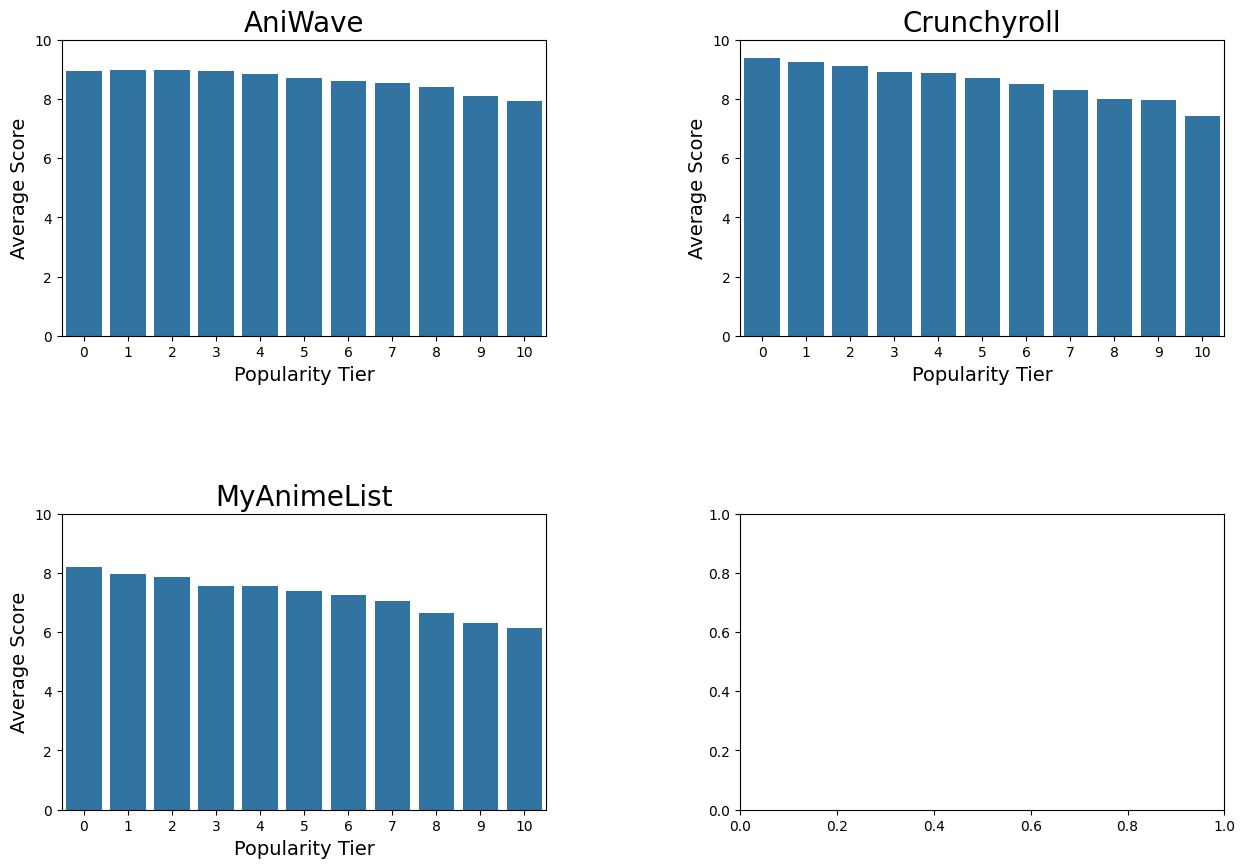 AniWave
10
8
6
4
2
0
Average Score
0 1 2 3 4 5 6 7 8 9 10
Popularity Tier
Crunchyroll
10
8
6
4
2
0
Average Score
0 1 2 3 4 5 6 7 8 9 10
Popularity Tier
MyAnimeList
10
8
6
4
2
0
Average Score
0 1 2 3 4 5 6 7 8 9 10
Popularity Tier
1.0
0.8
0.6
0.4
0.2
0.0
0.0 0.2 0.4 0.6 0.8 1.0